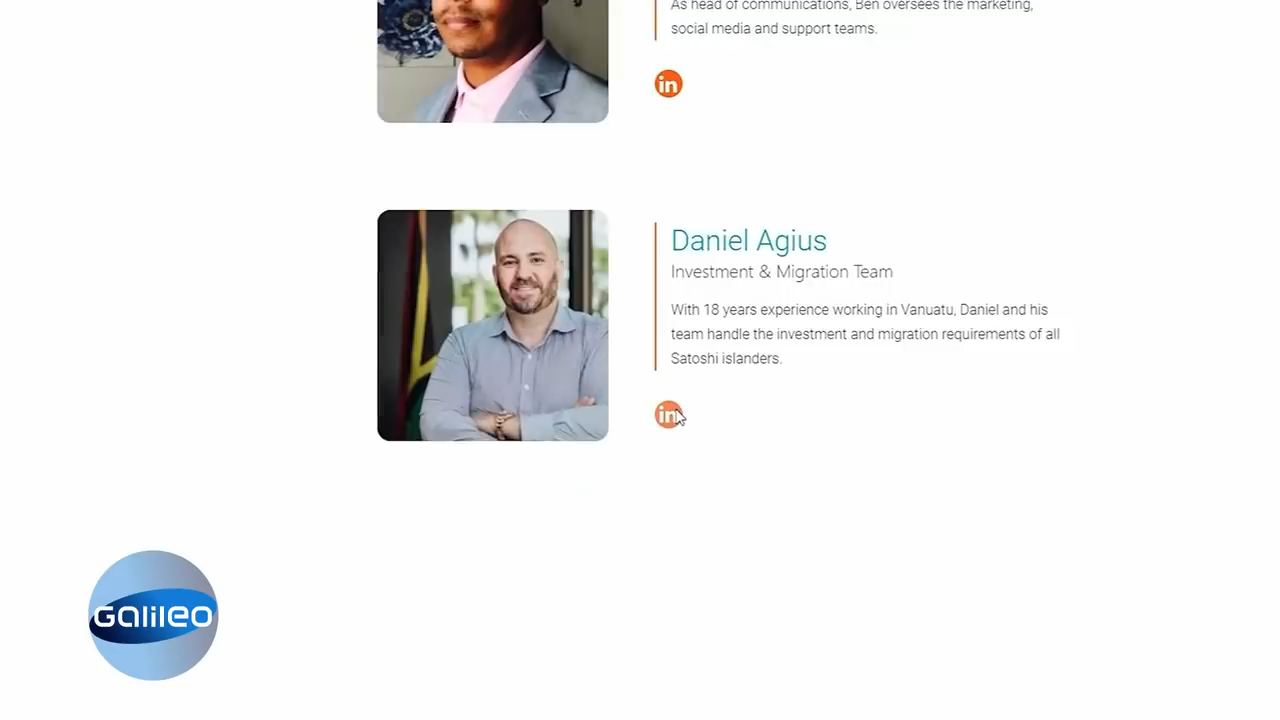 As head of communications, Ben oversees the marketing,
social media and support teams.
in
Daniel Agius
Investment & Migration Team
With 18 years experience working in Vanuatu, Daniel and his
team handle the investment and migration requirements of all
Satoshi islanders.
in
Galileo